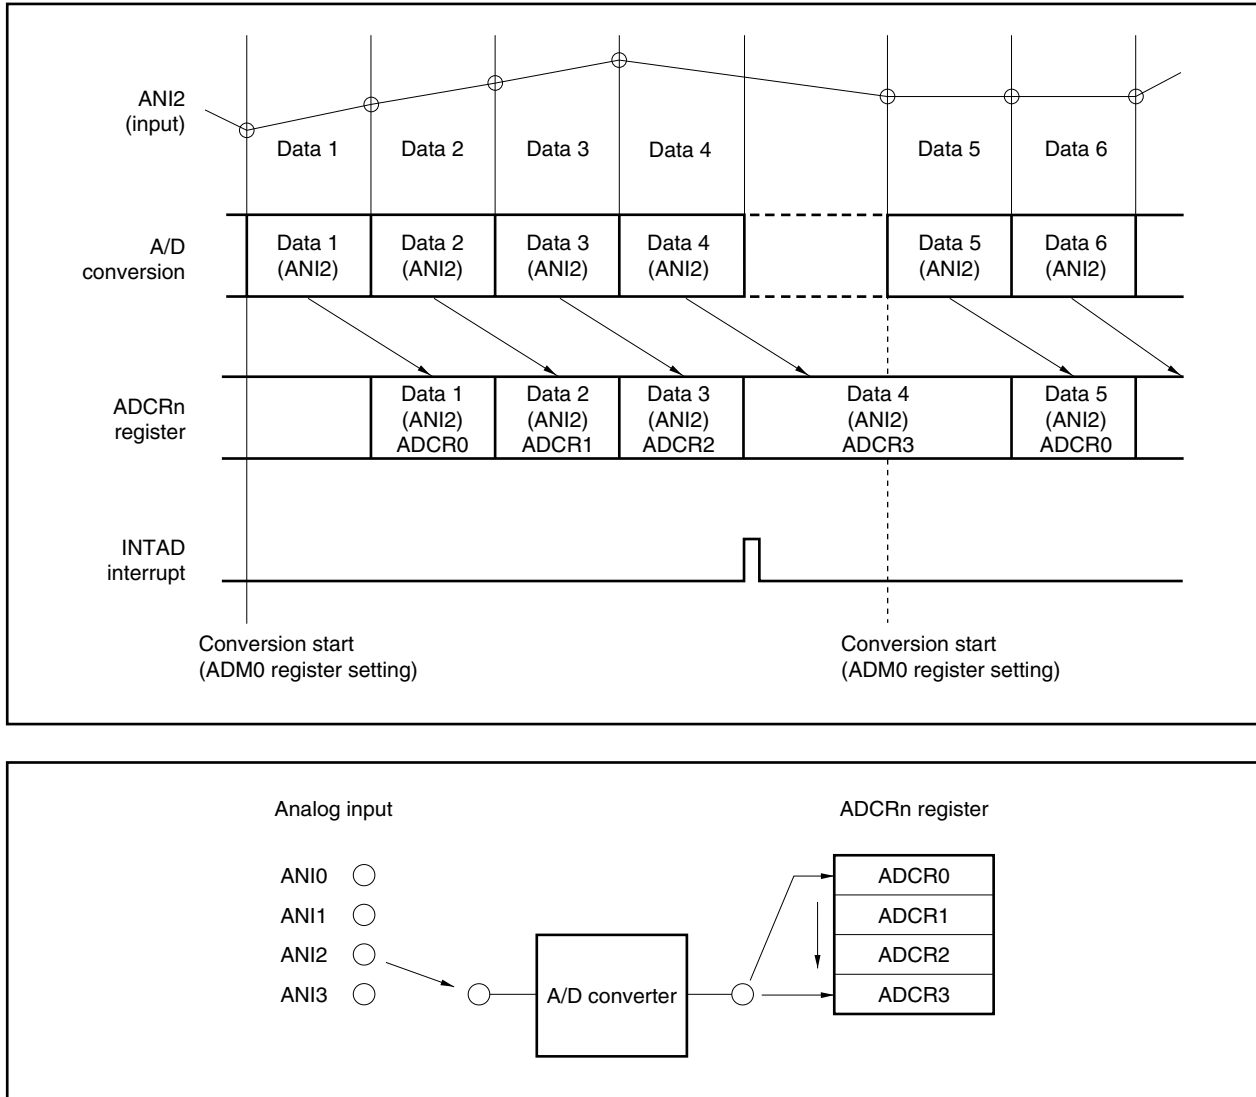 ANI2
(input)
Data 1 Data 2 Data 3 Data 4 Data 5 Data 6
A/D
conversion
Data 1 Data 2 Data 3 Data 4 Data 5 Data 6
(ANI2) (ANI2) (ANI2) (ANI2) (ANI2) (ANI2)
ADCRn
register
Data 1 Data 2 Data 3 Data 4 Data 5
(ANI2) (ANI2) (ANI2) (ANI2) (ANI2)
ADCR0 ADCR1 ADCR2 ADCR3 ADCR0
INTAD
interrupt
Conversion start
(ADM0 register setting)
Conversion start
(ADM0 register setting)
Analog input
ADCRn register
ANI0
ANI1
ANI2
ANI3
A/D converter
ADCR0
ADCR1
ADCR2
ADCR3